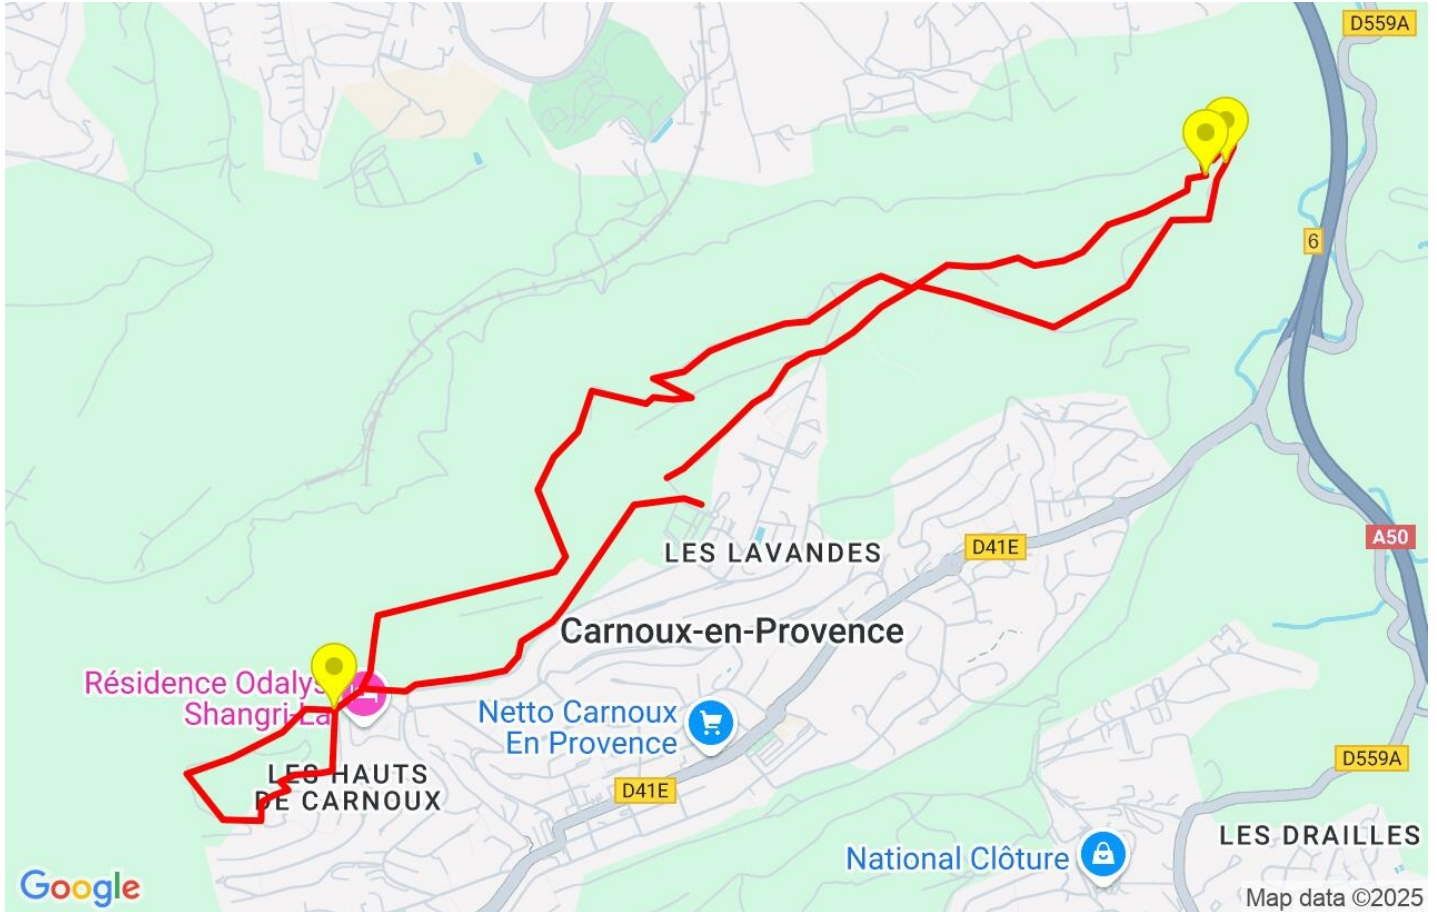 D559A
6
A50
LES LAVANDES
D41E
Carnoux-en-Provence
Résidence Odalys
Shangri-La
Netto Carnoux
En Provence
D559A
LES HAUTS
DE CARNOUX
D41E
LES DRAILLES
National Clôture
Google
Map data ©2025